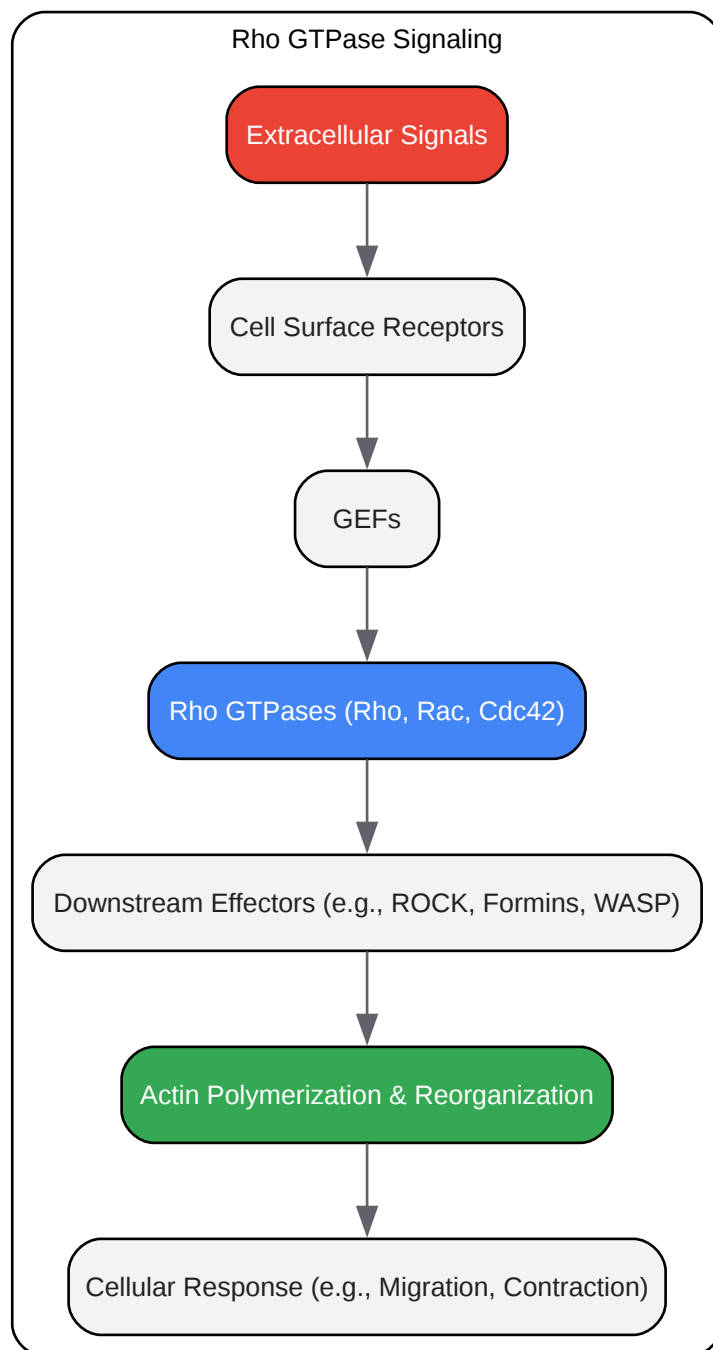 Rho GTPase Signaling
Extracellular Signals
Cell Surface Receptors
GEFs
Rho GTPases (Rho, Rac, Cdc42)
Downstream Effectors (e.g., ROCK, Formins, WASP)
Actin Polymerization & Reorganization
Cellular Response (e.g., Migration, Contraction)